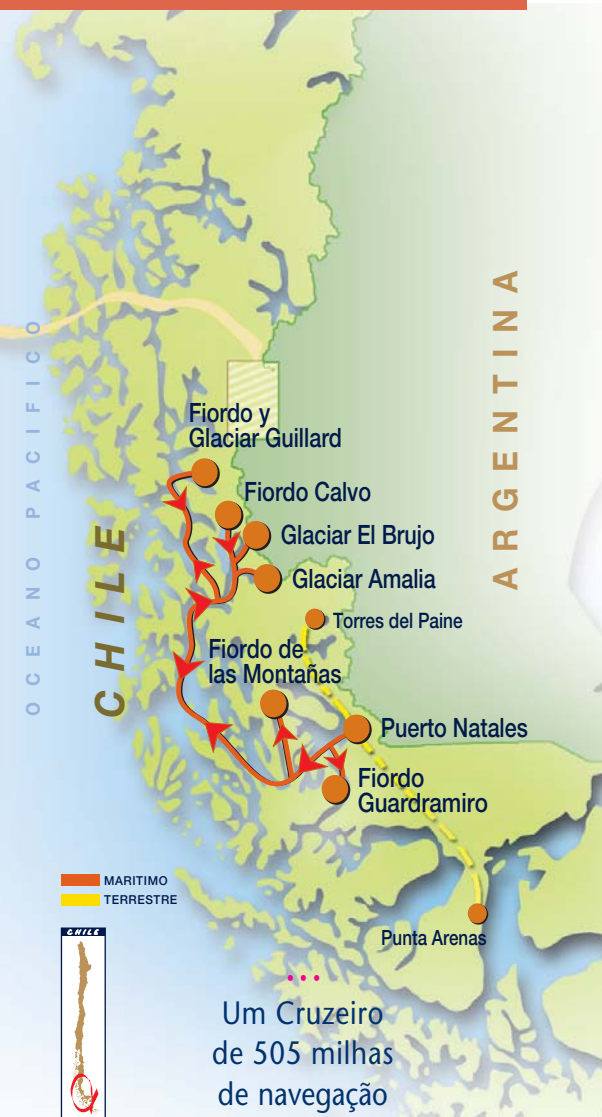 OCEANO PACIFICO
CHILE
ARGENTINA
Fiordo y
Glaciar Guillard
Fiordo Calvo
Glaciar El Brujo
Glaciar Amalia
Torres del Paine
Fiordo de
las Montañas
Puerto Natales
Fiordo
Guardramiro
MARITIMO
TERRESTRE
Punta Arenas
CHILE
...
Um Cruzeiro
de 505 milhas
de navegação